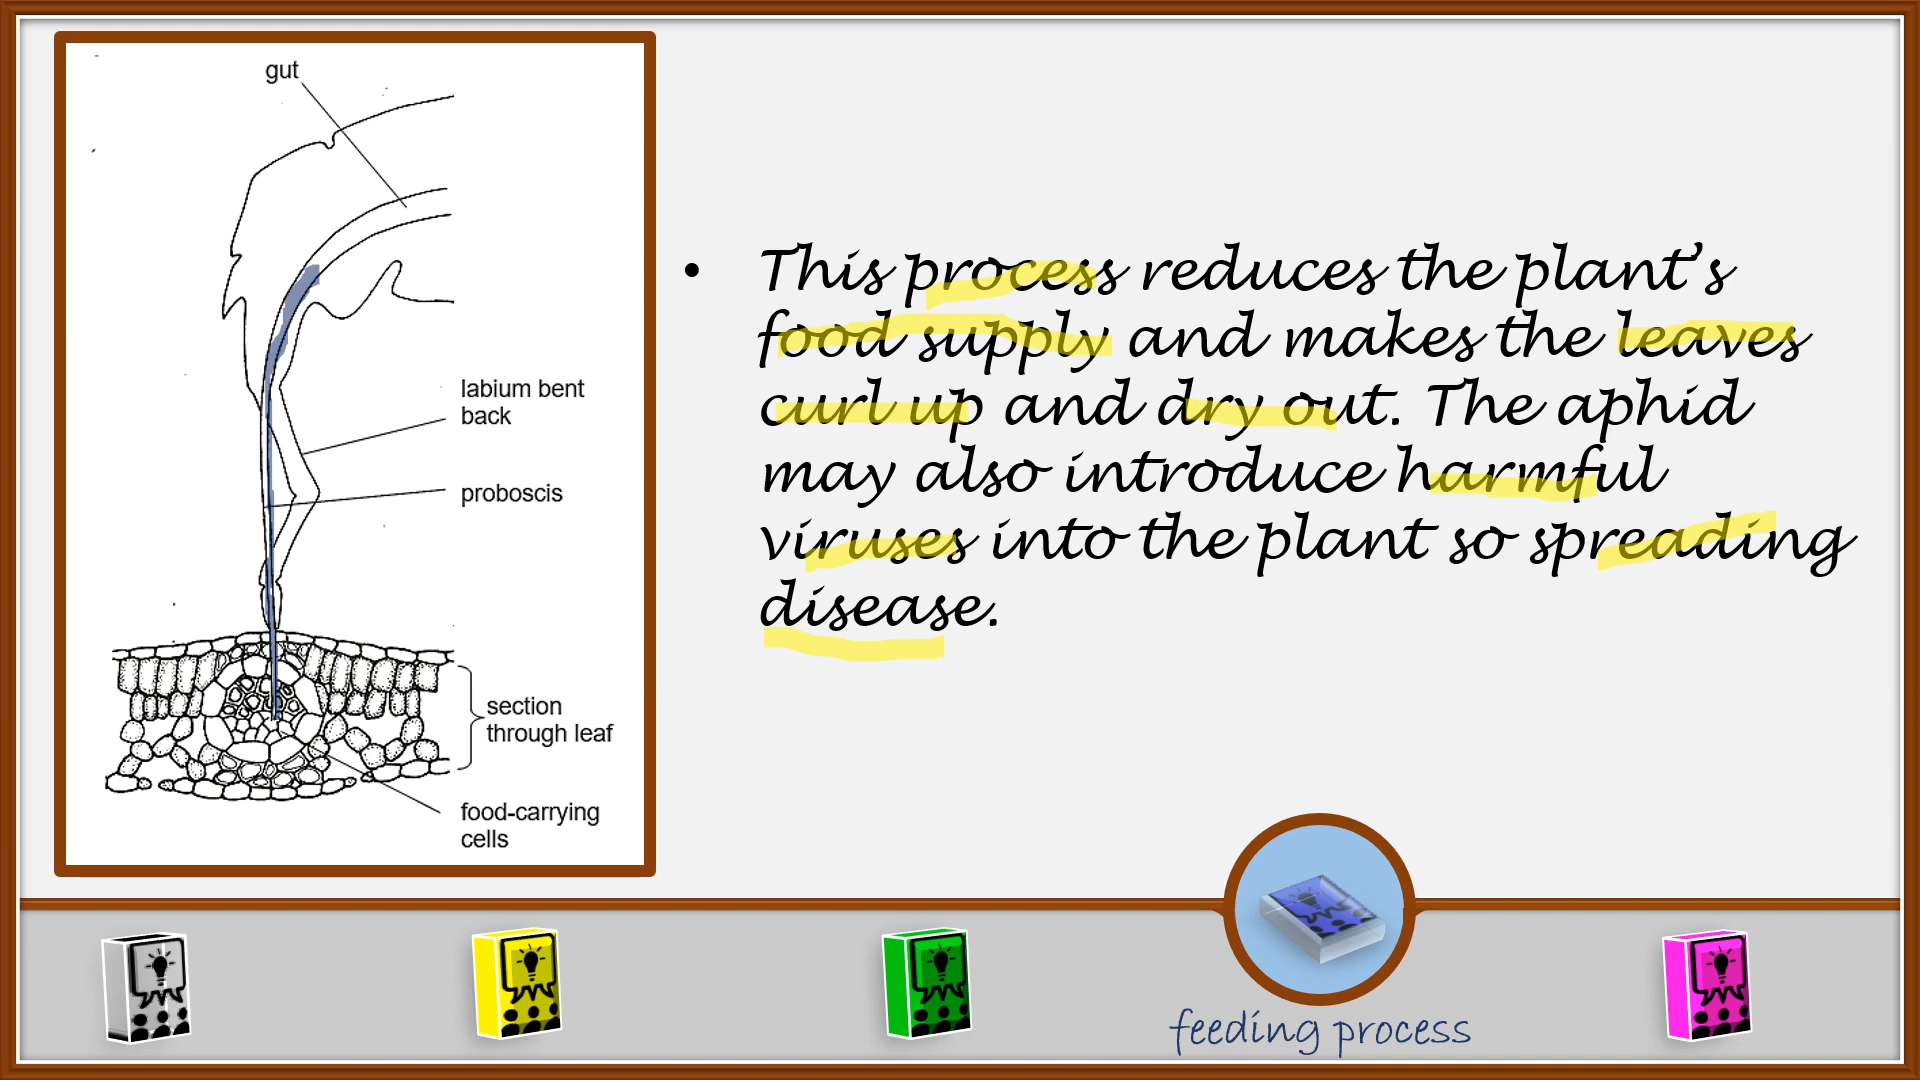 gut
labium bent
back
proboscis
section
through leaf
food-carrying
cells
• This process reduces the plant’s
food supply and makes the leaves
curl up and dry out. The aphid
may also introduce harmful
viruses into the plant so spreading
disease.
feeding process